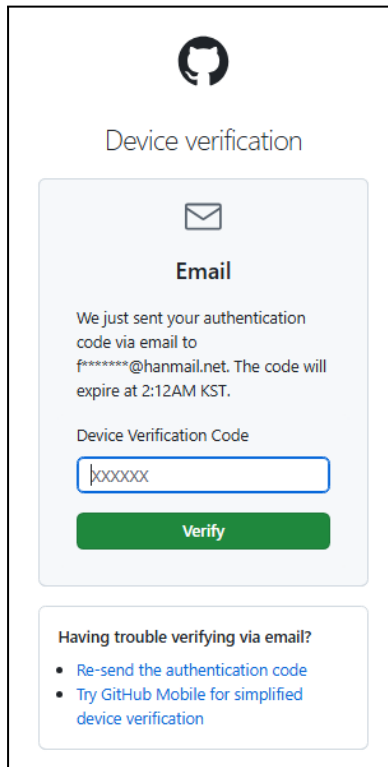 Device verification
Email
We just sent your authentication
code via email to
f*******@hanmail.net. The code will
expire at 2:12AM KST.
Device Verification Code
XXXXXX
Verify
Having trouble verifying via email?
• Re-send the authentication code
• Try GitHub Mobile for simplified
device verification